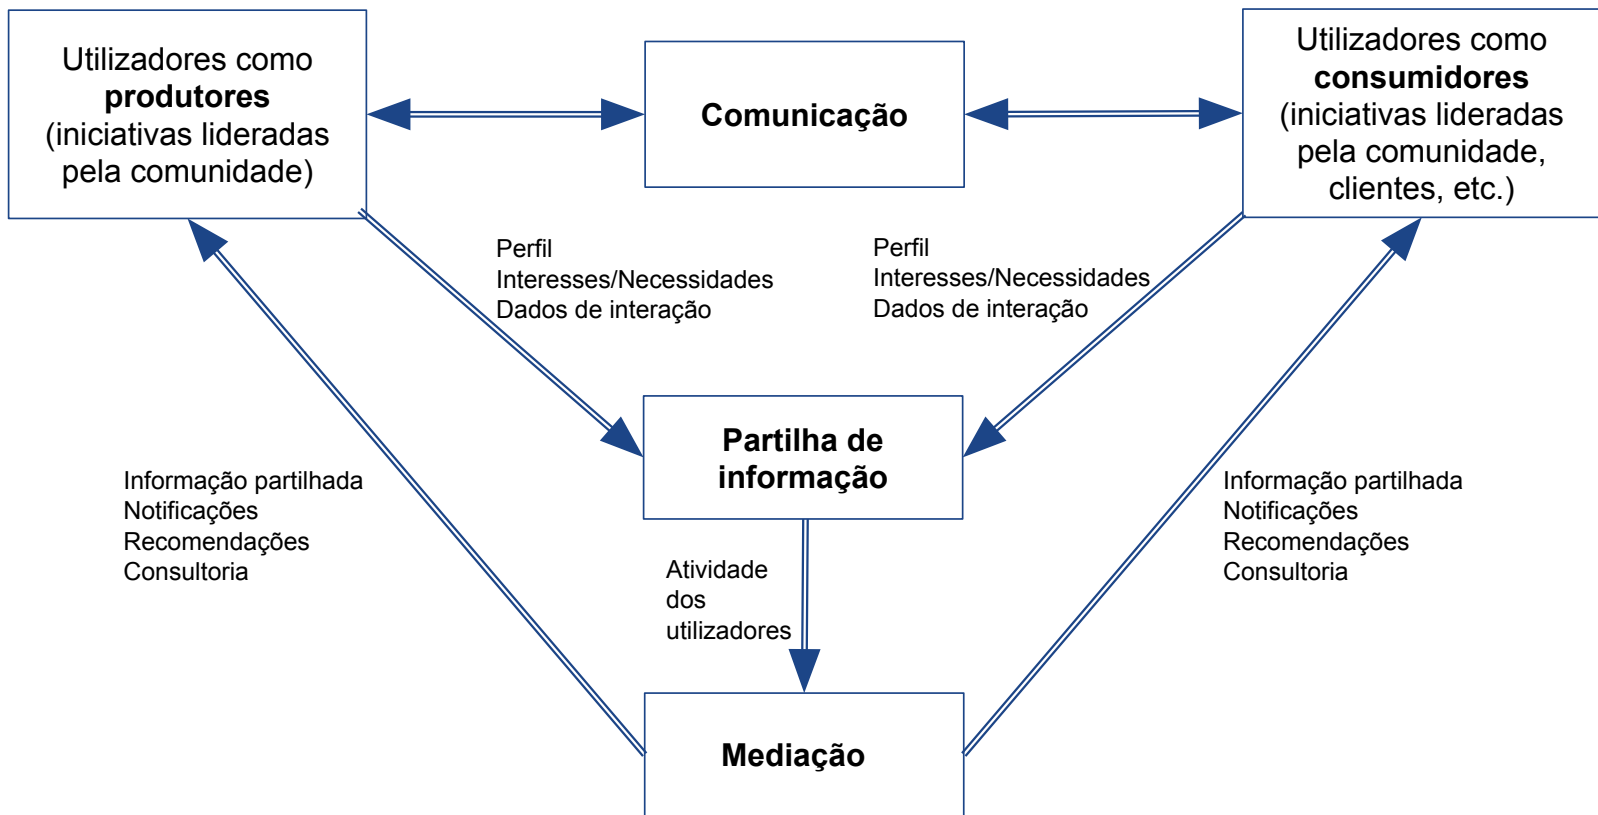 Utilizadores como
produtores
(iniciativas lideradas
pela comunidade)
Comunicação
Utilizadores como
consumidores
(iniciativas lideradas
pela comunidade,
clientes, etc.)
Perfil
Interesses/Necessidades
Dados de interação
Perfil
Interesses/Necessidades
Dados de interação
Partilha de
informação
Informação partilhada
Notificações
Recomendações
Consultoria
Atividade
dos
utilizadores
Informação partilhada
Notificações
Recomendações
Consultoria
Mediação